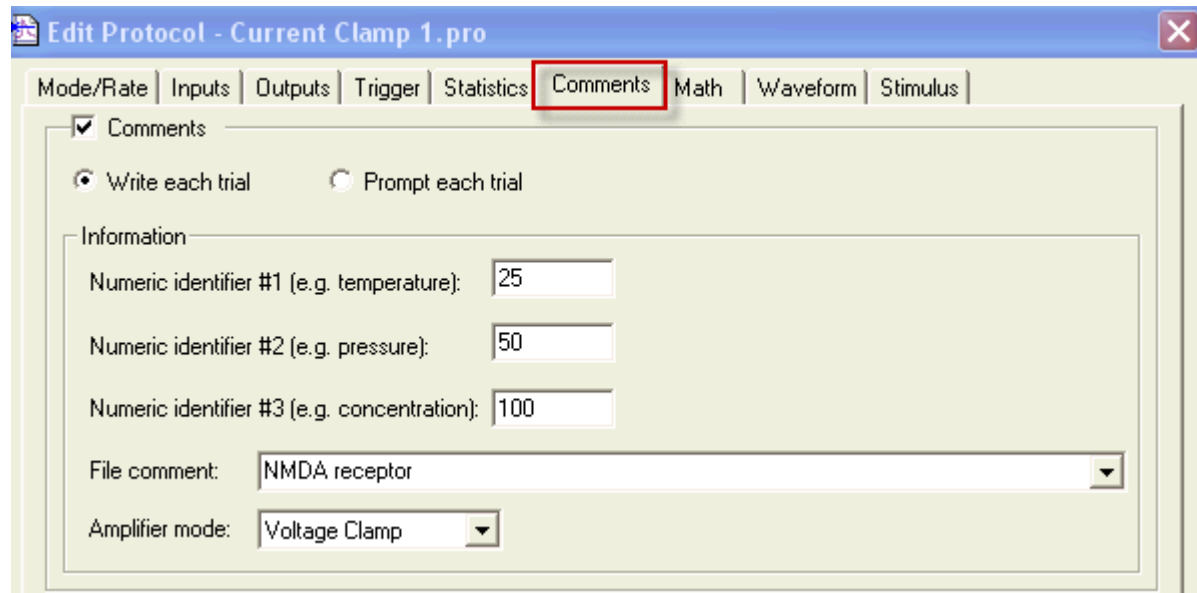 Edit Protocol - Current Clamp 1.pro
Mode/Rate Inputs Outputs Trigger Statistics Comments Math Waveform Stimulus
Comments
Write each trial Prompt each trial
Information
Numeric identifier #1 (e.g. temperature): 25
Numeric identifier #2 (e.g. pressure): 50
Numeric identifier #3 (e.g. concentration): 100
File comment: NMDA receptor
Amplifier mode: Voltage Clamp